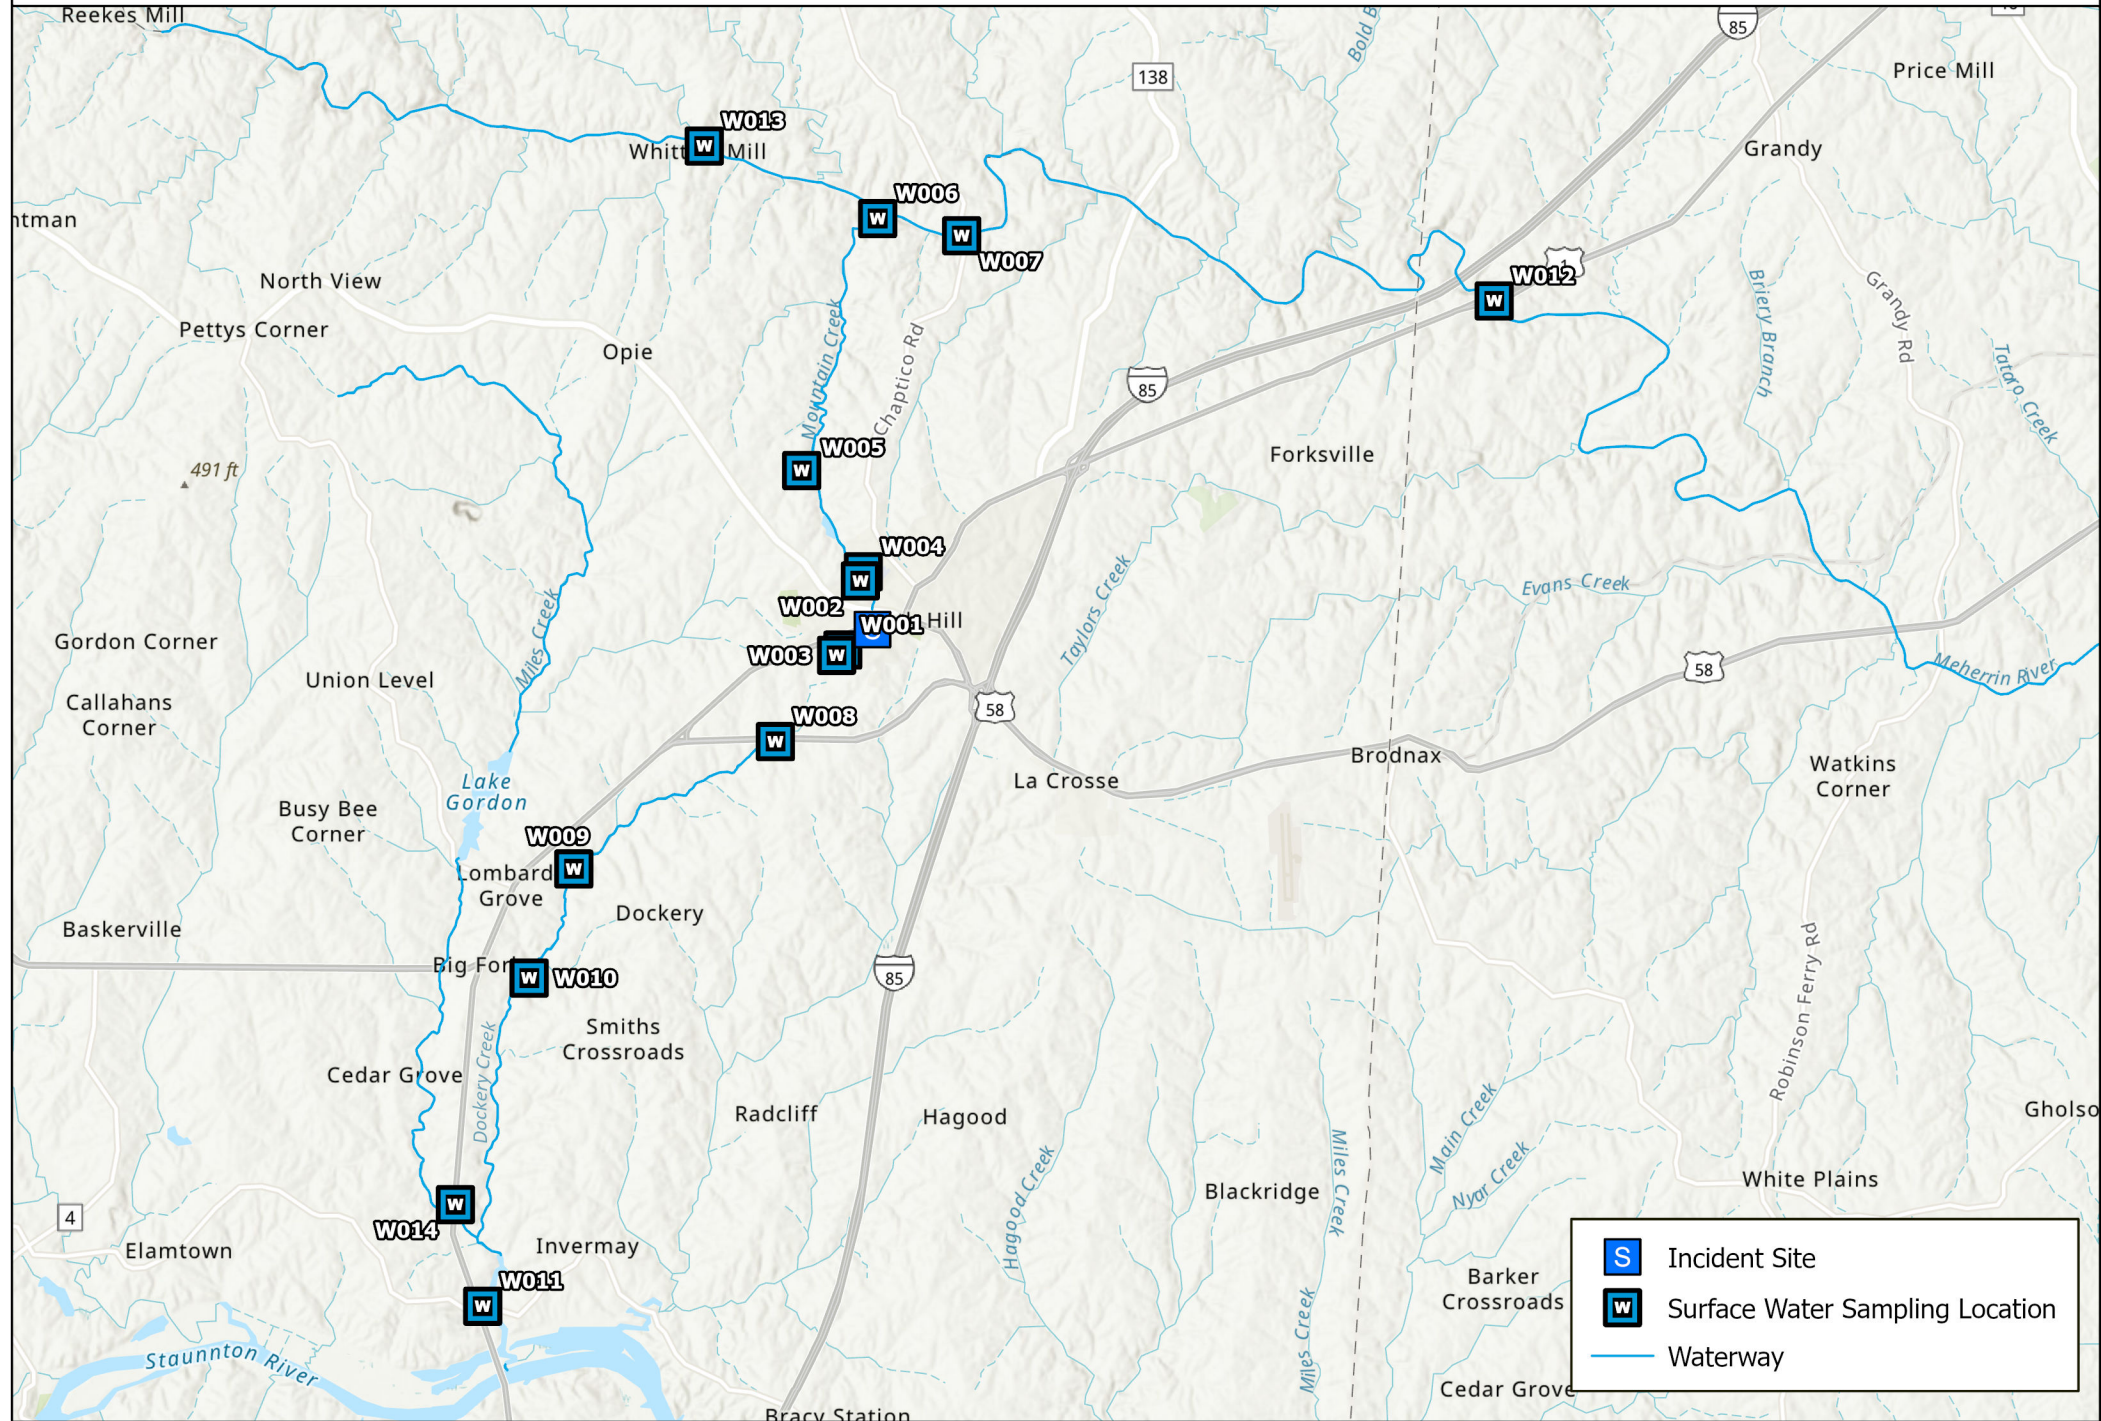 Reekes Mill
85
Bold B
138
Price Mill
W013
Whitt Mill
Grandy
W006
ntman
W007
North View
W012
1
Grandy Rd
Briery Branch
Pettys Corner
Mountain Creek
Chaptico Rd
Opie
Tataro Creek
85
W005
Forksville
491 ft
W004
Taylors Creek
Evans Creek
W002
W001
Hill
Gordon Corner
W003
Miles Creek
Union Level
58
Meherrin River
Callahans
Corner
58
W008
Brodnax
Lake
Gordon
La Crosse
Watkins
Corner
Busy Bee
Corner
W009
Lombard
Grove
Dockery
Baskerville
Big For
W010
85
Robinson Ferry Rd
Smiths
Crossroads
Dockery Creek
Cedar Grove
Radcliff
Hagood
Main Creek
Gholso
Miles Creek
Nyar Creek
Hagood Creek
Blackridge
White Plains
4
W014
Elamtown
Invermay
S
Incident Site
W011
Barker
Crossroads
W
Surface Water Sampling Location
Staunnton River
Miles Creek
Waterway
Cedar Grove
Bracy Station